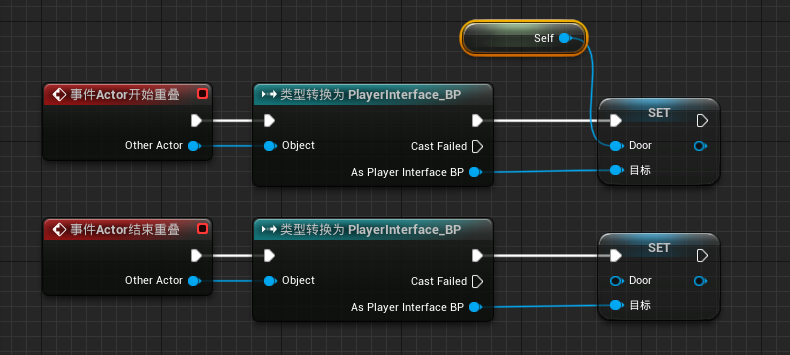 Self
事件Actor开始重叠
类型转换为 PlayerInterface_BP
SET
Other Actor
Object
Cast Failed
Door
As Player Interface BP
目标
事件Actor结束重叠
类型转换为 PlayerInterface_BP
SET
Other Actor
Object
Cast Failed
Door
As Player Interface BP
目标